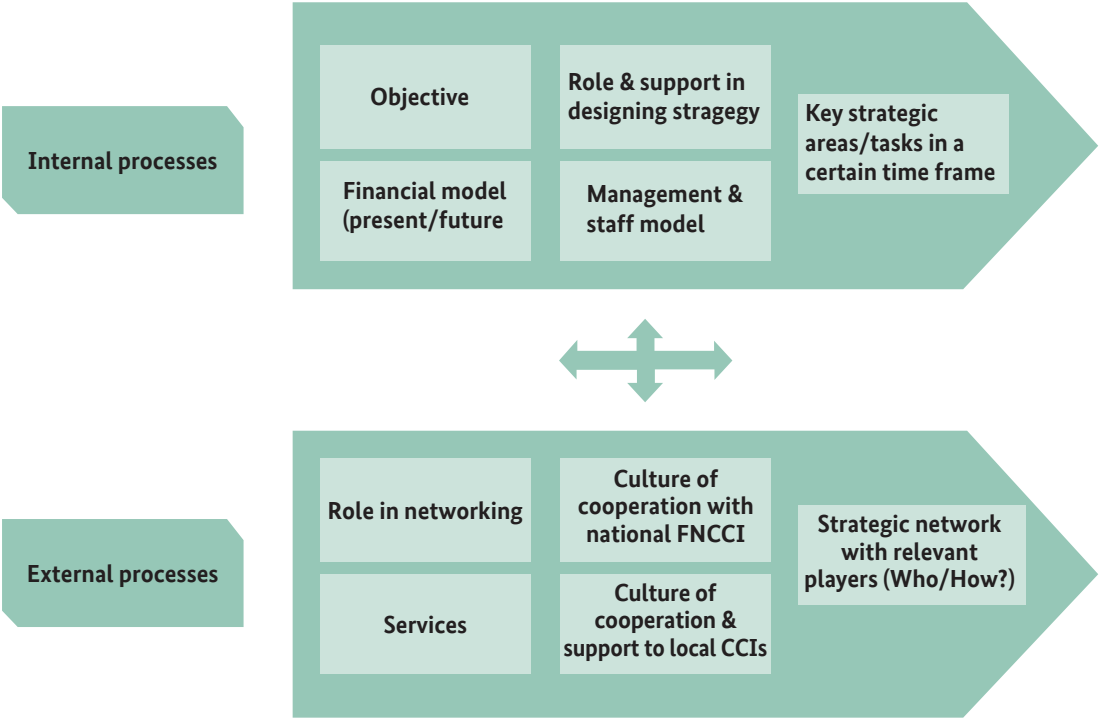 Internal processes
Objective
Role & support in
designing stragegy
Financial model
(present/future
Management &
staff model
Key strategic
areas/tasks in a
certain time frame
External processes
Role in networking
Culture of
cooperation with
national FNCCI
Services
Culture of
cooperation &
support to local CCIs
Strategic network
with relevant
players (Who/How?)